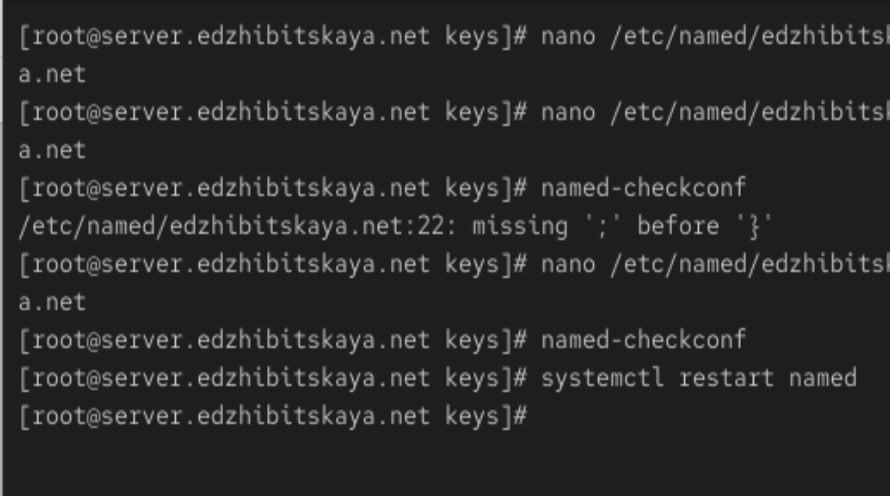 [root@server.edzhibitskaya.net keys]# nano /etc/named/edzhibitsk
a.net
[root@server.edzhibitskaya.net keys]# nano /etc/named/edzhibitsk
a.net
[root@server.edzhibitskaya.net keys]# named-checkconf
/etc/named/edzhibitskaya.net:22: missing ';' before '}'
[root@server.edzhibitskaya.net keys]# nano /etc/named/edzhibitsk
a.net
[root@server.edzhibitskaya.net keys]# named-checkconf
[root@server.edzhibitskaya.net keys]# systemctl restart named
[root@server.edzhibitskaya.net keys]#